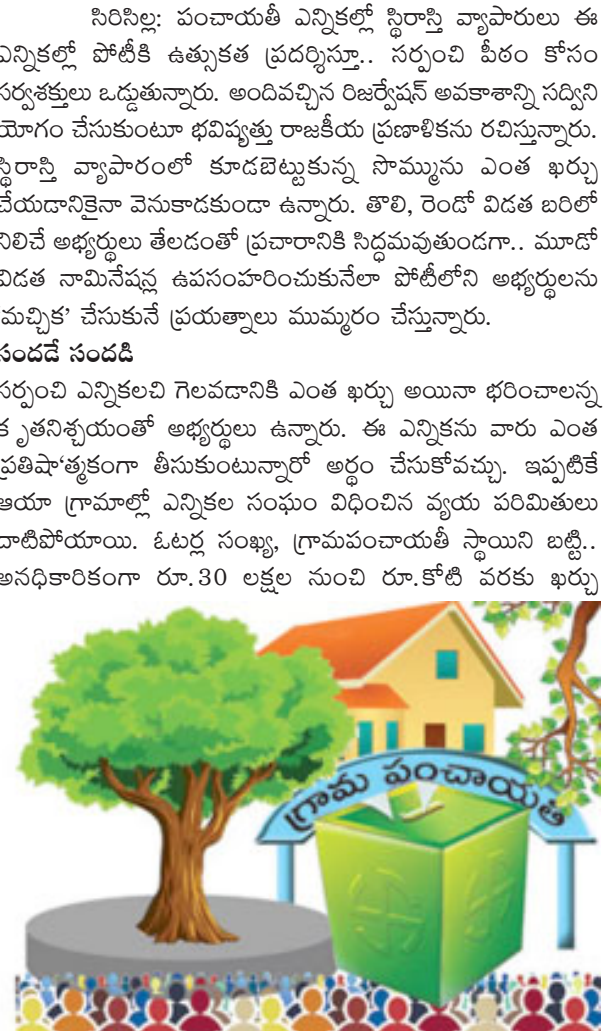 సిరిసిల్ల: పంచాయతీ ఎన్నికల్లో స్థిరాస్తి వ్యాపారులు ఈ
ఎన్నికల్లో పోటీకి ఉత్సుకత ప్రదర్శిస్తూ.. సర్పంచి పీఠం కోసం
సర్వశక్తులు ఒడ్డుతున్నారు. అందివచ్చిన రిజర్వేషన్ అవకాశాన్ని సద్విని
యోగం చేసుకుంటూ భవిష్యత్తు రాజకీయ ప్రణాళికను రచిస్తున్నారు.
స్థిరాస్తి వ్యాపారంలో కూడబెట్టుకున్న సొమ్మును ఎంత ఖర్చు
చేయడానికైనా వెనుకాడకుండా ఉన్నారు. తొలి, రెండో విడత బరిలో
నిలిచే అభ్యర్థులు తేలడంతో ప్రచారానికి సిద్ధమవుతుండగా.. మూడో
విడత నామినేషన్ల ఉపసంహరించుకునేలా పోటీలోని అభ్యర్థులను
'మచ్చిక' చేసుకునే ప్రయత్నాలు ముమ్మరం చేస్తున్నారు.
సందడే సందడి
సర్పంచి ఎన్నికలచి గెలవడానికి ఎంత ఖర్చు అయినా భరించాలన్న
క ృతనిశ్చయంతో అభ్యర్థులు ఉన్నారు. ఈ ఎన్నికను వారు ఎంత
ప్రతిషా'త్మకంగా తీసుకుంటున్నారో అర్థం చేసుకోవచ్చు. ఇప్పటికే
ఆయా గ్రామాల్లో ఎన్నికల సంఘం విధించిన వ్యయ పరిమితులు
దాటిపోయాయి. ఓటర్ల సంఖ్య, గ్రామపంచాయతీ స్థాయిని బట్టి..
అనధికారికంగా రూ.30 లక్షల నుంచి రూ.కోటి వరకు ఖర్చు
గ్రామ పంచాయతి